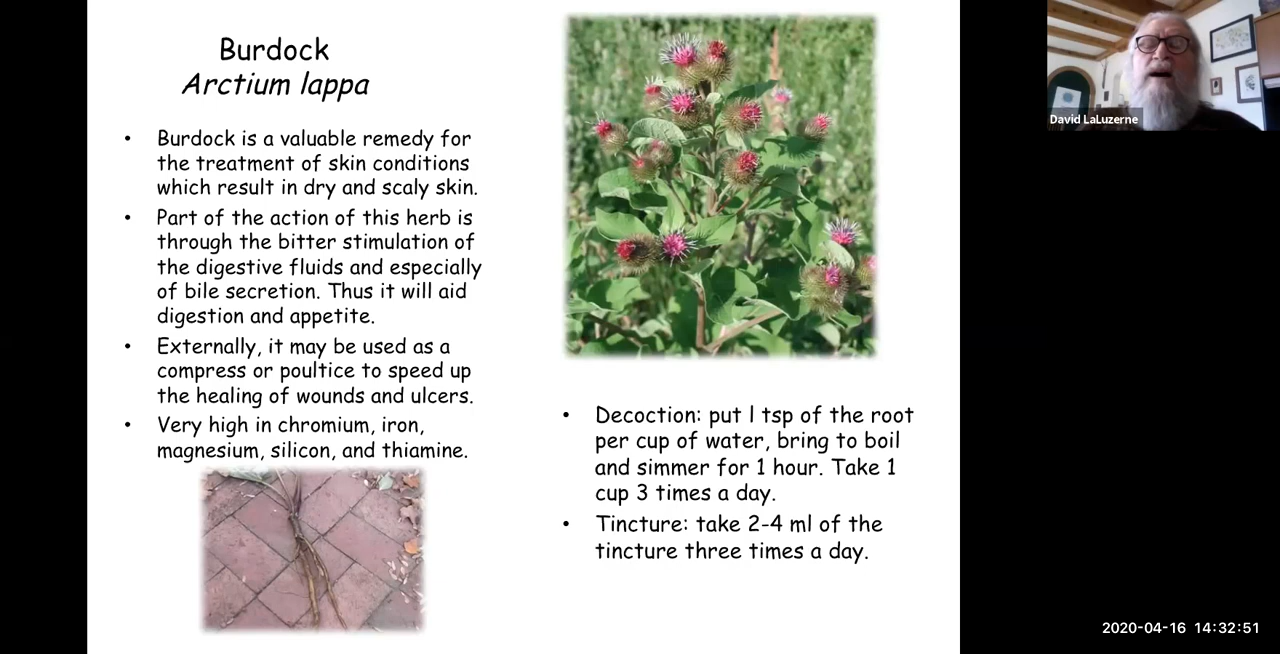 Burdock
Arctium lappa
• Burdock is a valuable remedy for
the treatment of skin conditions
which result in dry and scaly skin.
• Part of the action of this herb is
through the bitter stimulation of
the digestive fluids and especially
of bile secretion. Thus it will aid
digestion and appetite.
• Externally, it may be used as a
compress or poultice to speed up
the healing of wounds and ulcers.
• Very high in chromium, iron,
magnesium, silicon, and thiamine.
• Decoction: put l tsp of the root
per cup of water, bring to boil
and simmer for 1 hour. Take 1
cup 3 times a day.
• Tincture: take 2-4 ml of the
tincture three times a day.
David LaLuzerne
2020-04-16 14:32:51